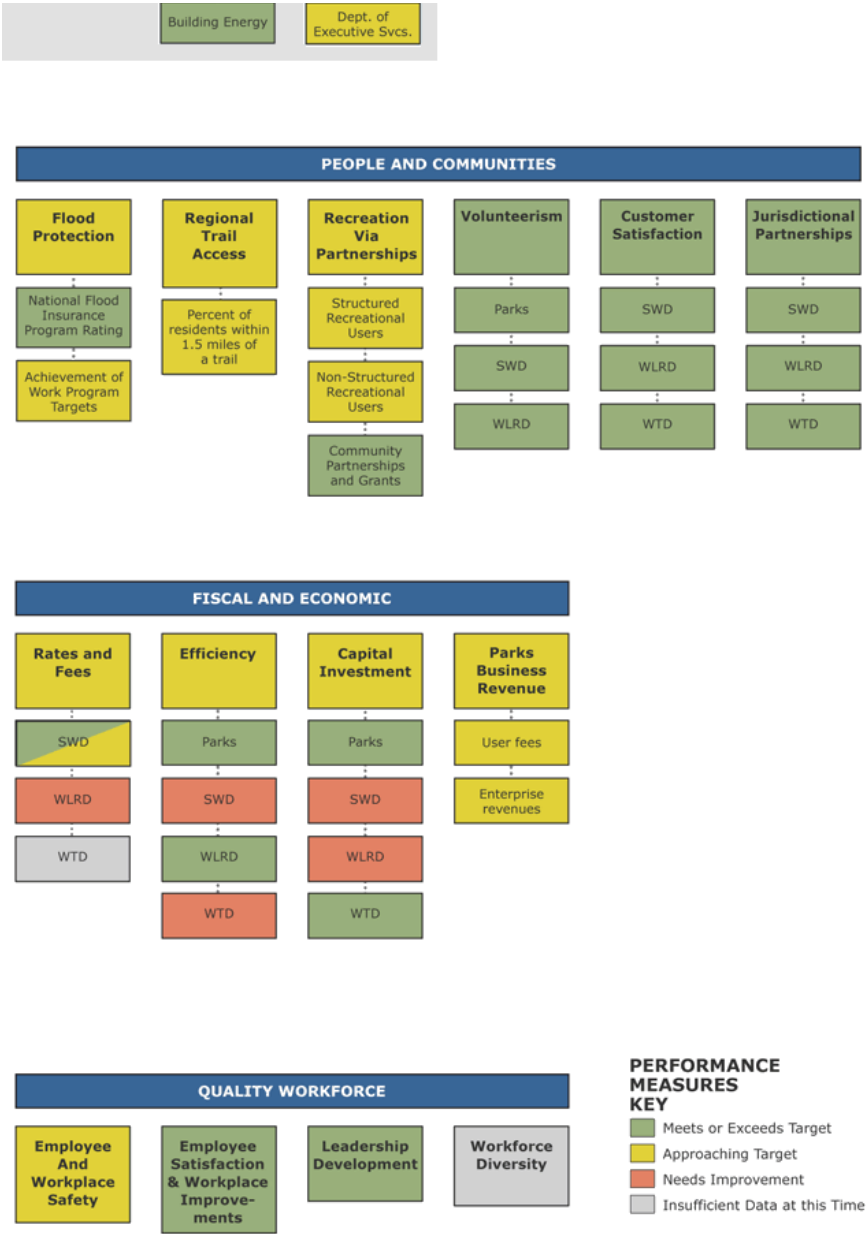 Building Energy
Dept. of
Executive Svcs.
PEOPLE AND COMMUNITIES
Flood
Protection
National Flood
Insurance
Program Rating
Achievement of
Work Program
Targets
Regional
Trail
Access
Percent of
residents within
1.5 miles of
a trail
Recreation
Via
Partnerships
Structured
Recreational
Users
Non-Structured
Recreational
Users
Community
Partnerships
and Grants
Volunteerism
Parks
SWD
WLRD
Customer
Satisfaction
SWD
WLRD
WTD
Jurisdictional
Partnerships
SWD
WLRD
WTD
FISCAL AND ECONOMIC
Rates and
Fees
SWD
WLRD
WTD
Efficiency
Parks
SWD
WLRD
WTD
Capital
Investment
Parks
SWD
WLRD
WTD
Parks
Business
Revenue
User fees
Enterprise
revenues
QUALITY WORKFORCE
Employee
And
Workplace
Safety
Employee
Satisfaction
& Workplace
Improve-
ments
Leadership
Development
Workforce
Diversity
PERFORMANCE
MEASURES
KEY
Meets or Exceeds Target
Approaching Target
Needs Improvement
Insufficient Data at this Time